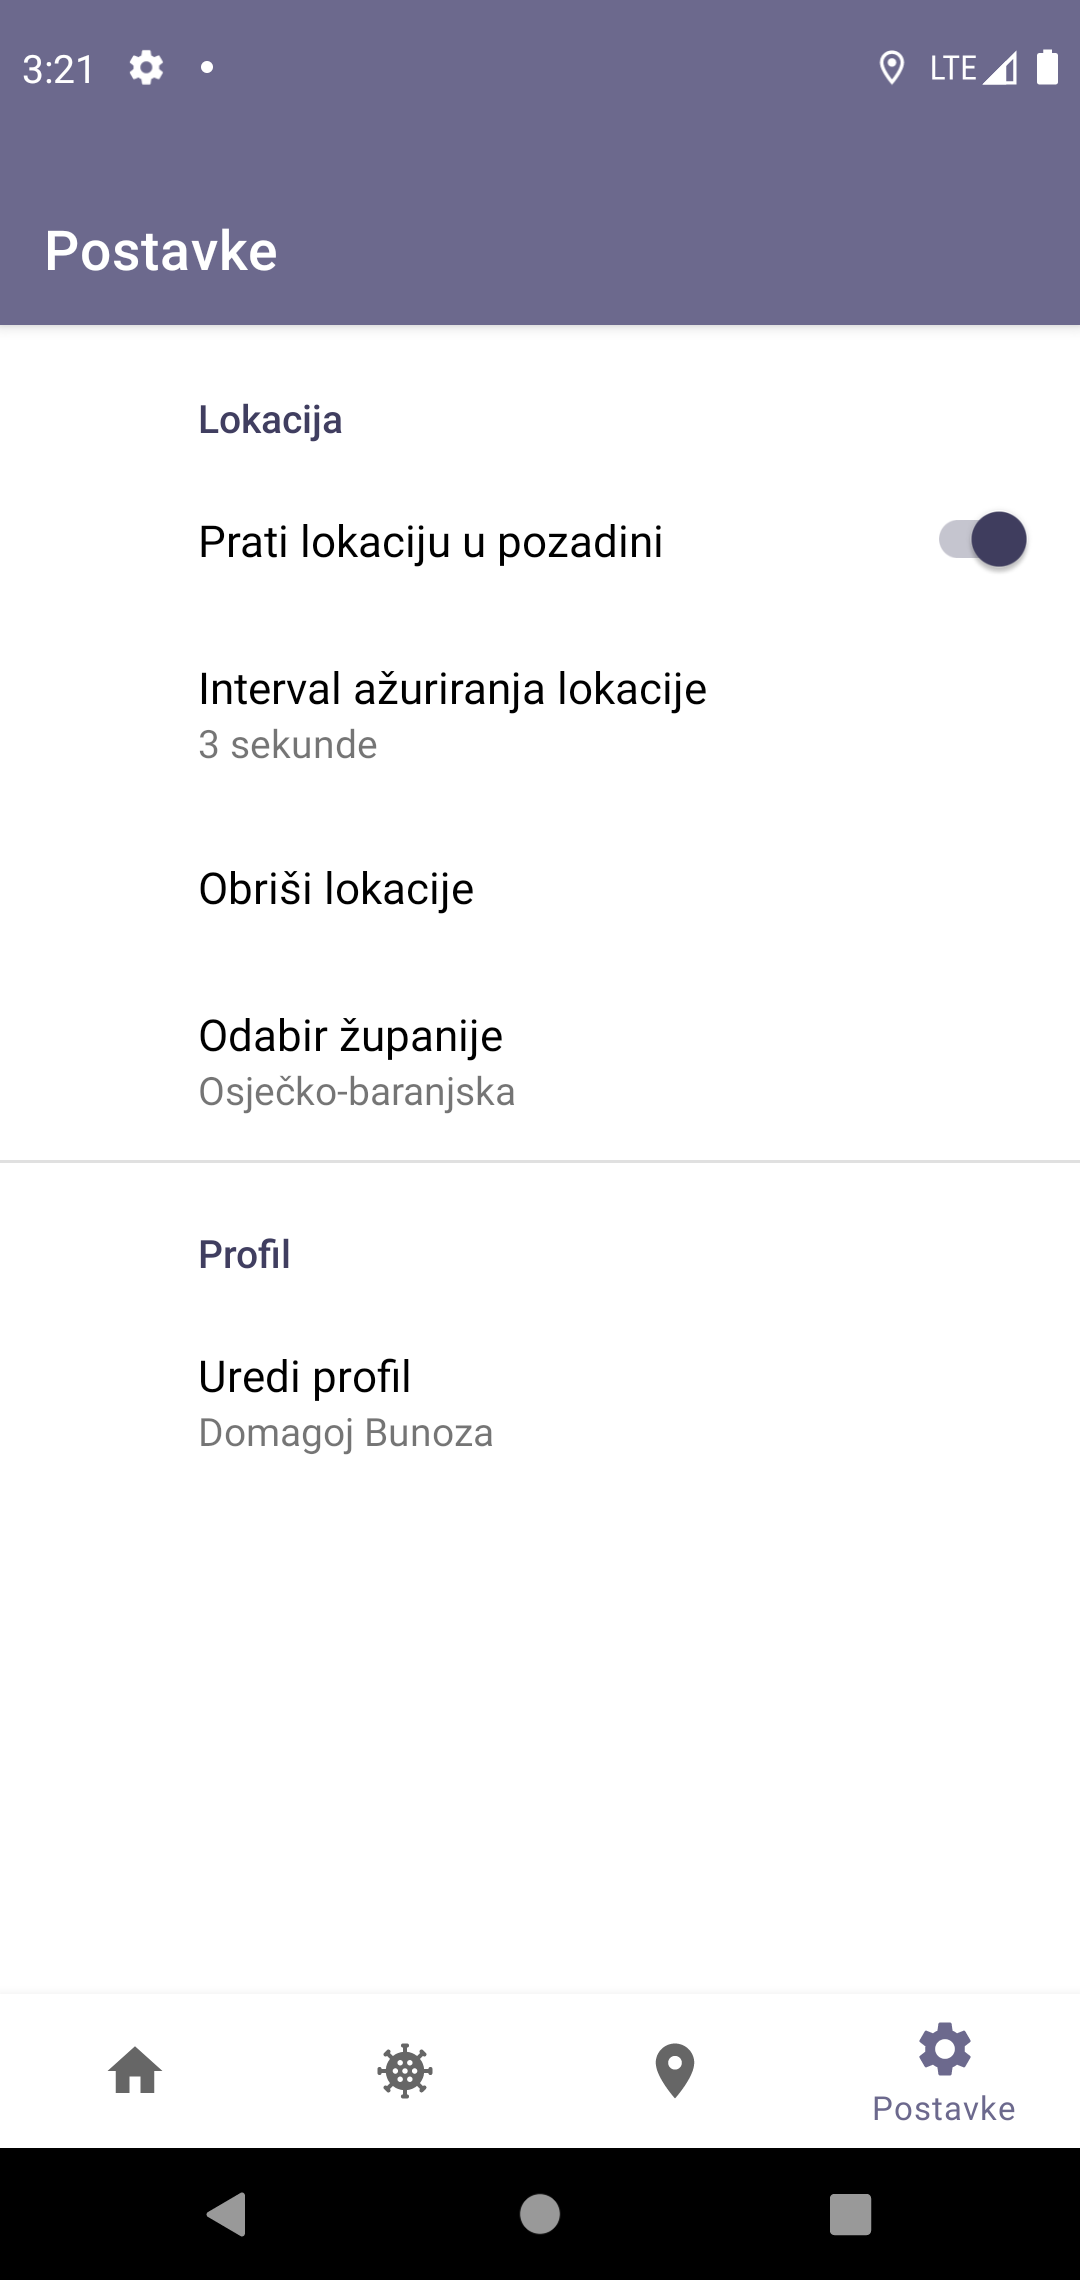 3:21
LTE
Postavke
Lokacija
Prati lokaciju u pozadini
Interval ažuriranja lokacije
3 sekunde
Obriši lokacije
Odabir županije
Osječko-baranjska
Profil
Uredi profil
Domagoj Bunoza
Postavke